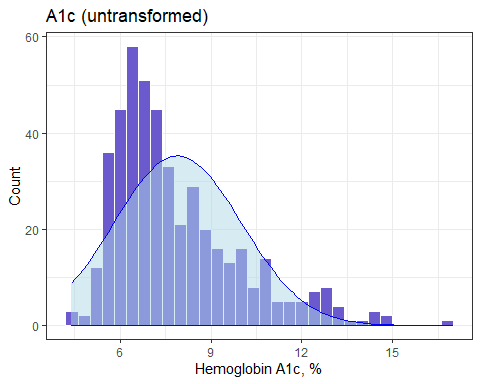 A1c (untransformed)
60
40
20
0
Count
6 9 12 15
Hemoglobin A1c, %